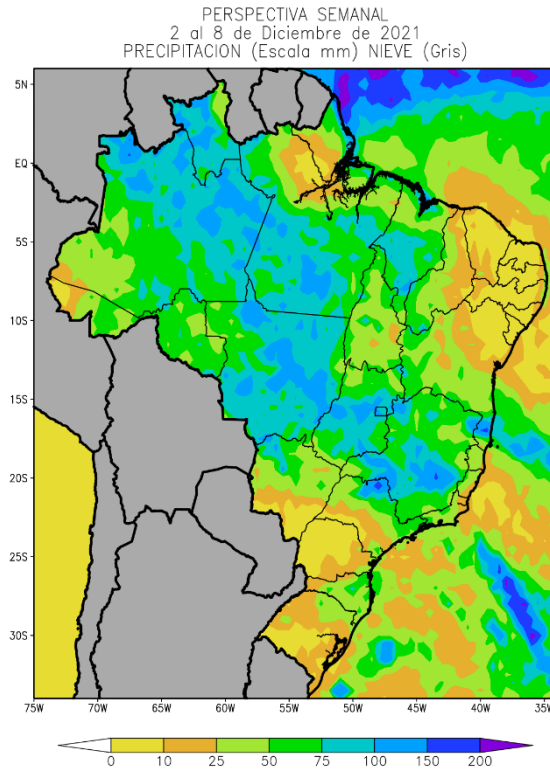 PERSPECTIVA SEMANAL
2 al 8 de Diciembre de 2021
PRECIPITACION (Escala mm) NIEVE (Gris)
5N
EQ
5S
10S
15S
20S
25S
30S
75W 70W 65W 60W 55W 50W 45W 40W 35W
0 10 25 50 75 100 150 200